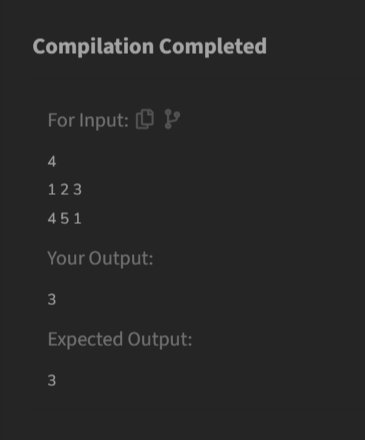 Compilation Completed
For Input:
4
1 2 3
4 5 1
Your Output:
3
Expected Output:
3